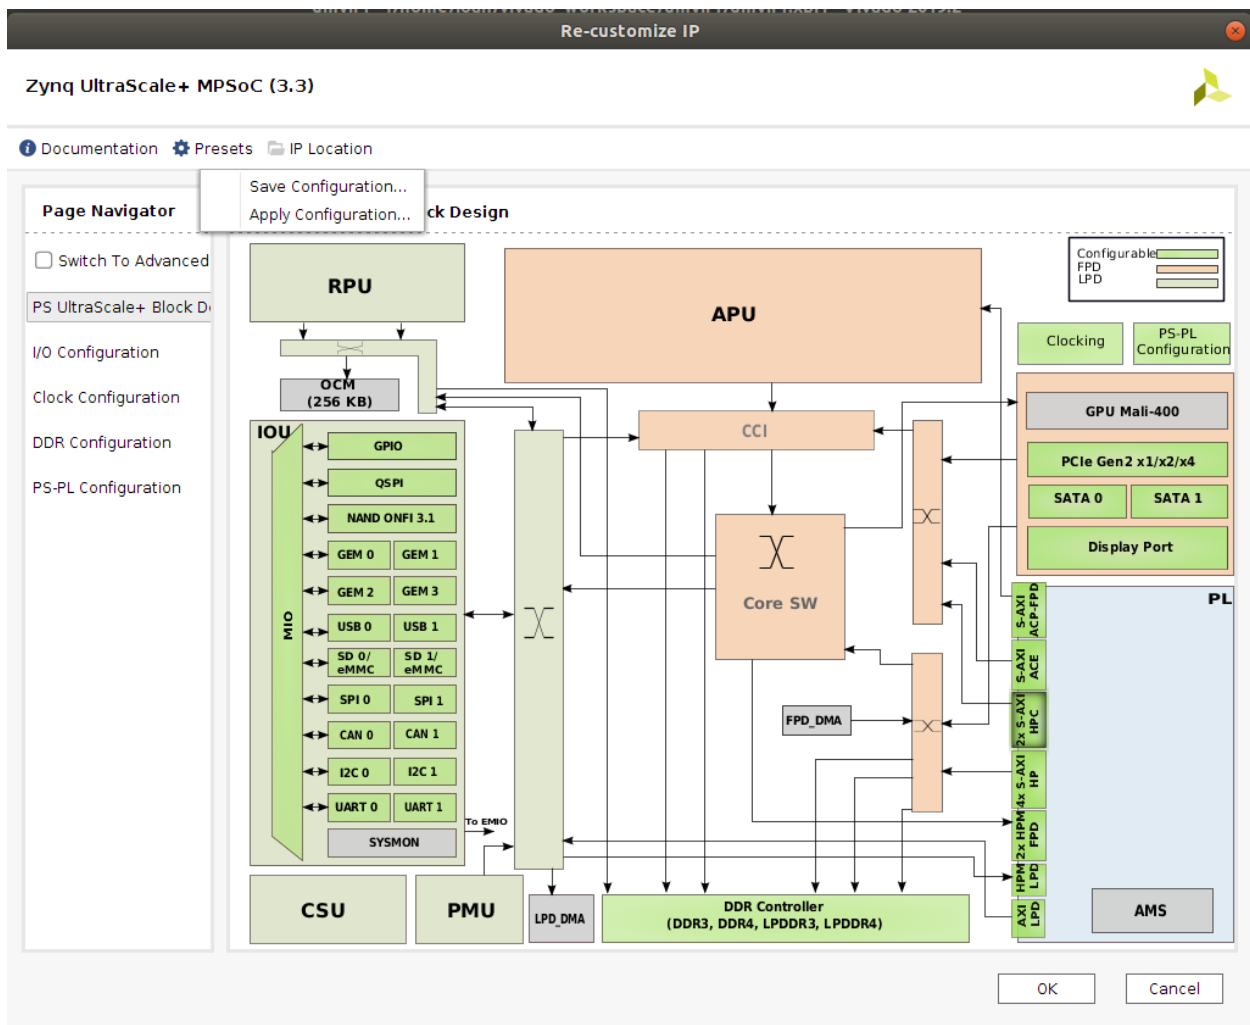 Re-customize IP
Zynq UltraScale+ MPSoC (3.3)
Documentation Presets IP Location
Save Configuration...
Apply Configuration...
Page Navigator
ck Design
Switch To Advanced
PS UltraScale+ Block D
I/O Configuration
Clock Configuration
DDR Configuration
PS-PL Configuration
Configurable
FPD
LPD
RPU
APU
Clocking
PS-PL
Configuration
OCM
(256 KB)
GPU Mali-400
CCI
IOU
GPIO
PCIe Gen2 x1/x2/x4
QSPI
SATA 0 SATA 1
NAND ONFI 3.1
Display Port
GEM 0 GEM 1
GEM 2 GEM 3
Core SW
PL
MIO
USB 0 USB 1
SD 0/
eMMC
SD 1/
eMMC
SPI 0 SPI 1
CAN 0 CAN 1
I2C 0 I2C 1
UART 0 UART 1
SYSMON
To EMIO
FPD_DMA
S-AXI
ACP-FPD
S-AXI
ACE
2x S-AXI
HPC
4x S-AXI
HP
2x HPM
FPD
HPM
LPD
AXI
LPD
CSU
PMU
LPD_DMA
DDR Controller
(DDR3, DDR4, LPDDR3, LPDDR4)
AMS
OK Cancel